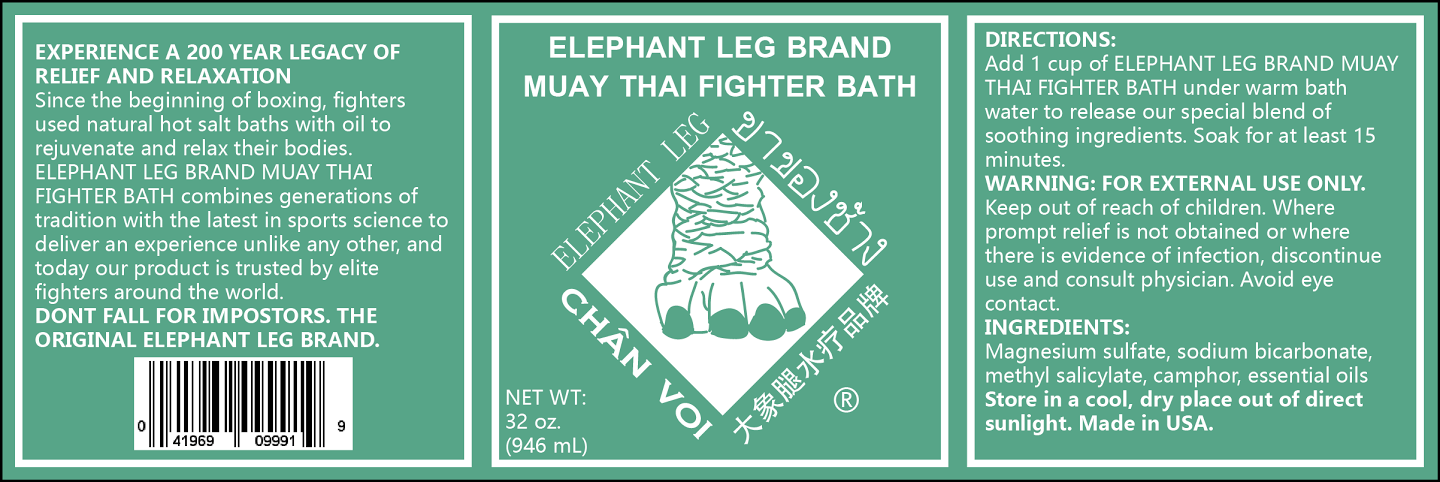 EXPERIENCE A 200 YEAR LEGACY OF
RELIEF AND RELAXATION
Since the beginning of boxing, fighters
used natural hot salt baths with oil to
rejuvenate and relax their bodies.
ELEPHANT LEG BRAND MUAY THAI
FIGHTER BATH combines generations of
tradition with the latest in sports science to
deliver an experience unlike any other, and
today our product is trusted by elite
fighters around the world.
DONT FALL FOR IMPOSTORS. THE
ORIGINAL ELEPHANT LEG BRAND.
0 41969 09991 9
ELEPHANT LEG BRAND
MUAY THAI FIGHTER BATH
ELEPHANT LEG
ขาของช้าง
CHÂN VOI
大象腿水疗品牌
®
NET WT:
32 oz.
(946 mL)
DIRECTIONS:
Add 1 cup of ELEPHANT LEG BRAND MUAY
THAI FIGHTER BATH under warm bath
water to release our special blend of
soothing ingredients. Soak for at least 15
minutes.
WARNING: FOR EXTERNAL USE ONLY.
Keep out of reach of children. Where
prompt relief is not obtained or where
there is evidence of infection, discontinue
use and consult physician. Avoid eye
contact.
INGREDIENTS:
Magnesium sulfate, sodium bicarbonate,
methyl salicylate, camphor, essential oils
Store in a cool, dry place out of direct
sunlight. Made in USA.